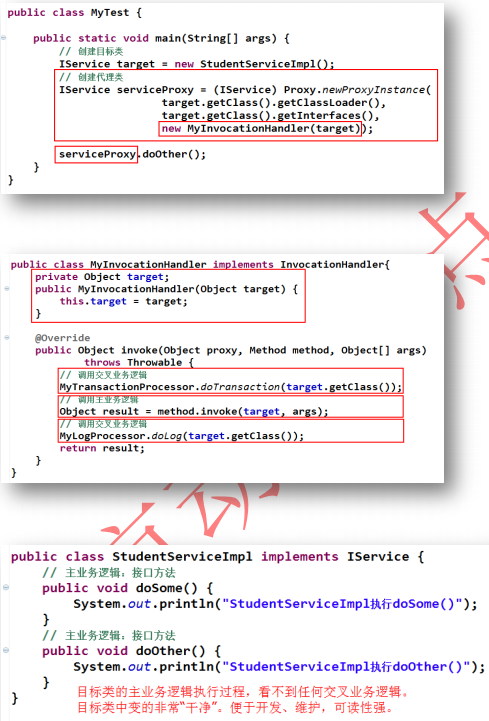 public class MyTest {
public static void main(String[] args) {
// 创建目标类
IService target = new StudentServiceImpl();
// 创建代理类
IService serviceProxy = (IService) Proxy.newProxyInstance(
target.getClass().getClassLoader(),
target.getClass().getInterfaces(),
new MyInvocationHandler(target));
serviceProxy.doOther();
}
}
public class MyInvocationHandler implements InvocationHandler{
private Object target;
public MyInvocationHandler(Object target) {
this.target = target;
}
@Override
public Object invoke(Object proxy, Method method, Object[] args)
throws Throwable {
// 调用交叉业务逻辑
MyTransactionProcessor.doTransaction(target.getClass());
// 调用主业务逻辑
Object result = method.invoke(target, args);
// 调用交叉业务逻辑
MyLogProcessor.doLog(target.getClass());
return result;
}
}
public class StudentServiceImpl implements IService {
// 主业务逻辑：接口方法
public void doSome() {
System.out.println("StudentServiceImpl执行doSome()");
}
// 主业务逻辑：接口方法
public void doOther() {
System.out.println("StudentServiceImpl执行doOther()");
}
目标类的主业务逻辑执行过程，看不到任何交叉业务逻辑。
} 目标类中变的非常“干净”。便于开发、维护，可读性强。